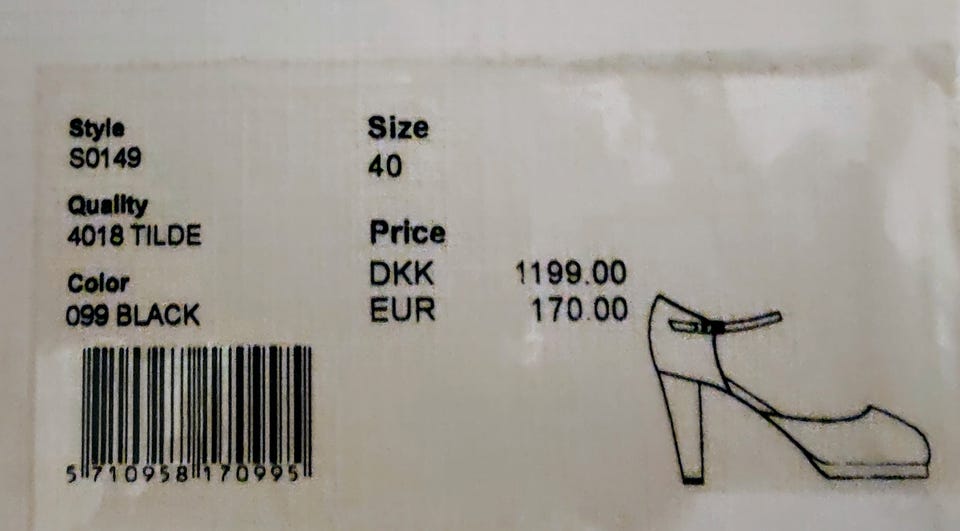 Style
S0149
Quality
4018 TILDE
Color
099 BLACK
Size
40
Price
DKK 1199.00
EUR 170.00
5 710958 170995